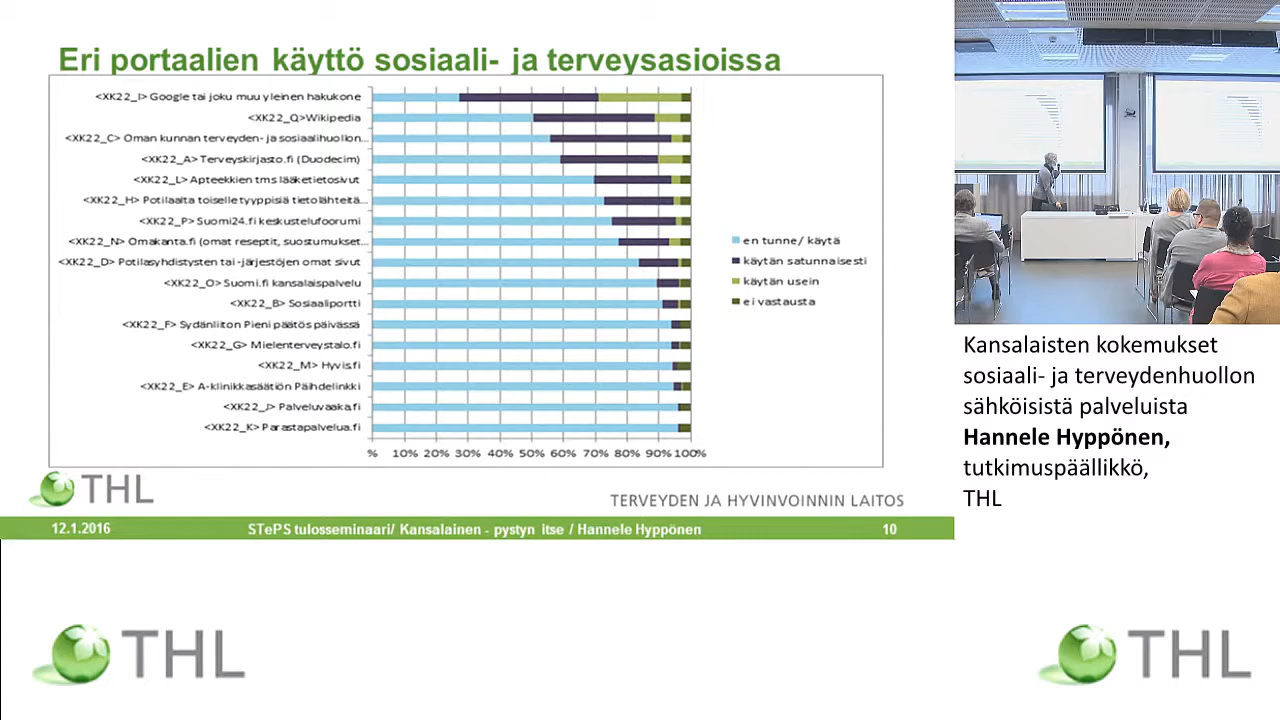 Eri portaalien käyttö sosiaali- ja terveysasioissa
<XK22_I> Google tai joku muu yleinen hakukone
<XK22_Q>Wikipedia
<XK22_C> Oman kunnan terveyden- ja sosiaalihuollon...
<XK22_A> Terveyskirjasto.fi (Duodecim)
<XK22_L> Apteekkien tms lääketietosivut
<XK22_H> Potilaalta toiselle tyyppisiä tietolähteitä...
<XK22_P> Suomi24.fi keskustelufoorumi
<XK22_N> Omakanta.fi (omat reseptit, suostumukset...
<XK22_D> Potilasyhdistysten tai -järjestöjen omat sivut
<XK22_O> Suomi.fi kansalaispalvelu
<XK22_B> Sosiaaliportti
<XK22_F> Sydänliiton Pieni päätös päivässä
<XK22_G> Mielenterveystalo.fi
<XK22_M> Hyvis.fi
<XK22_E> A-klinikkasäätiön Päihdelinkki
<XK22_J> Palveluvaaka.fi
<XK22_K> Parastapalvelua.fi
% 10% 20% 30% 40% 50% 60% 70% 80% 90% 100%
en tunne/ käytä
käytän satunnaisesti
käytän usein
ei vastausta
THL
TERVEYDEN JA HYVINVOINNIN LAITOS
12.1.2016 STePS tulosseminaari/ Kansalainen - pystyn itse / Hannele Hyppönen 10
Kansalaisten kokemukset
sosiaali- ja terveydenhuollon
sähköisistä palveluista
Hannele Hyppönen,
tutkimuspäällikkö,
THL
THL
THL